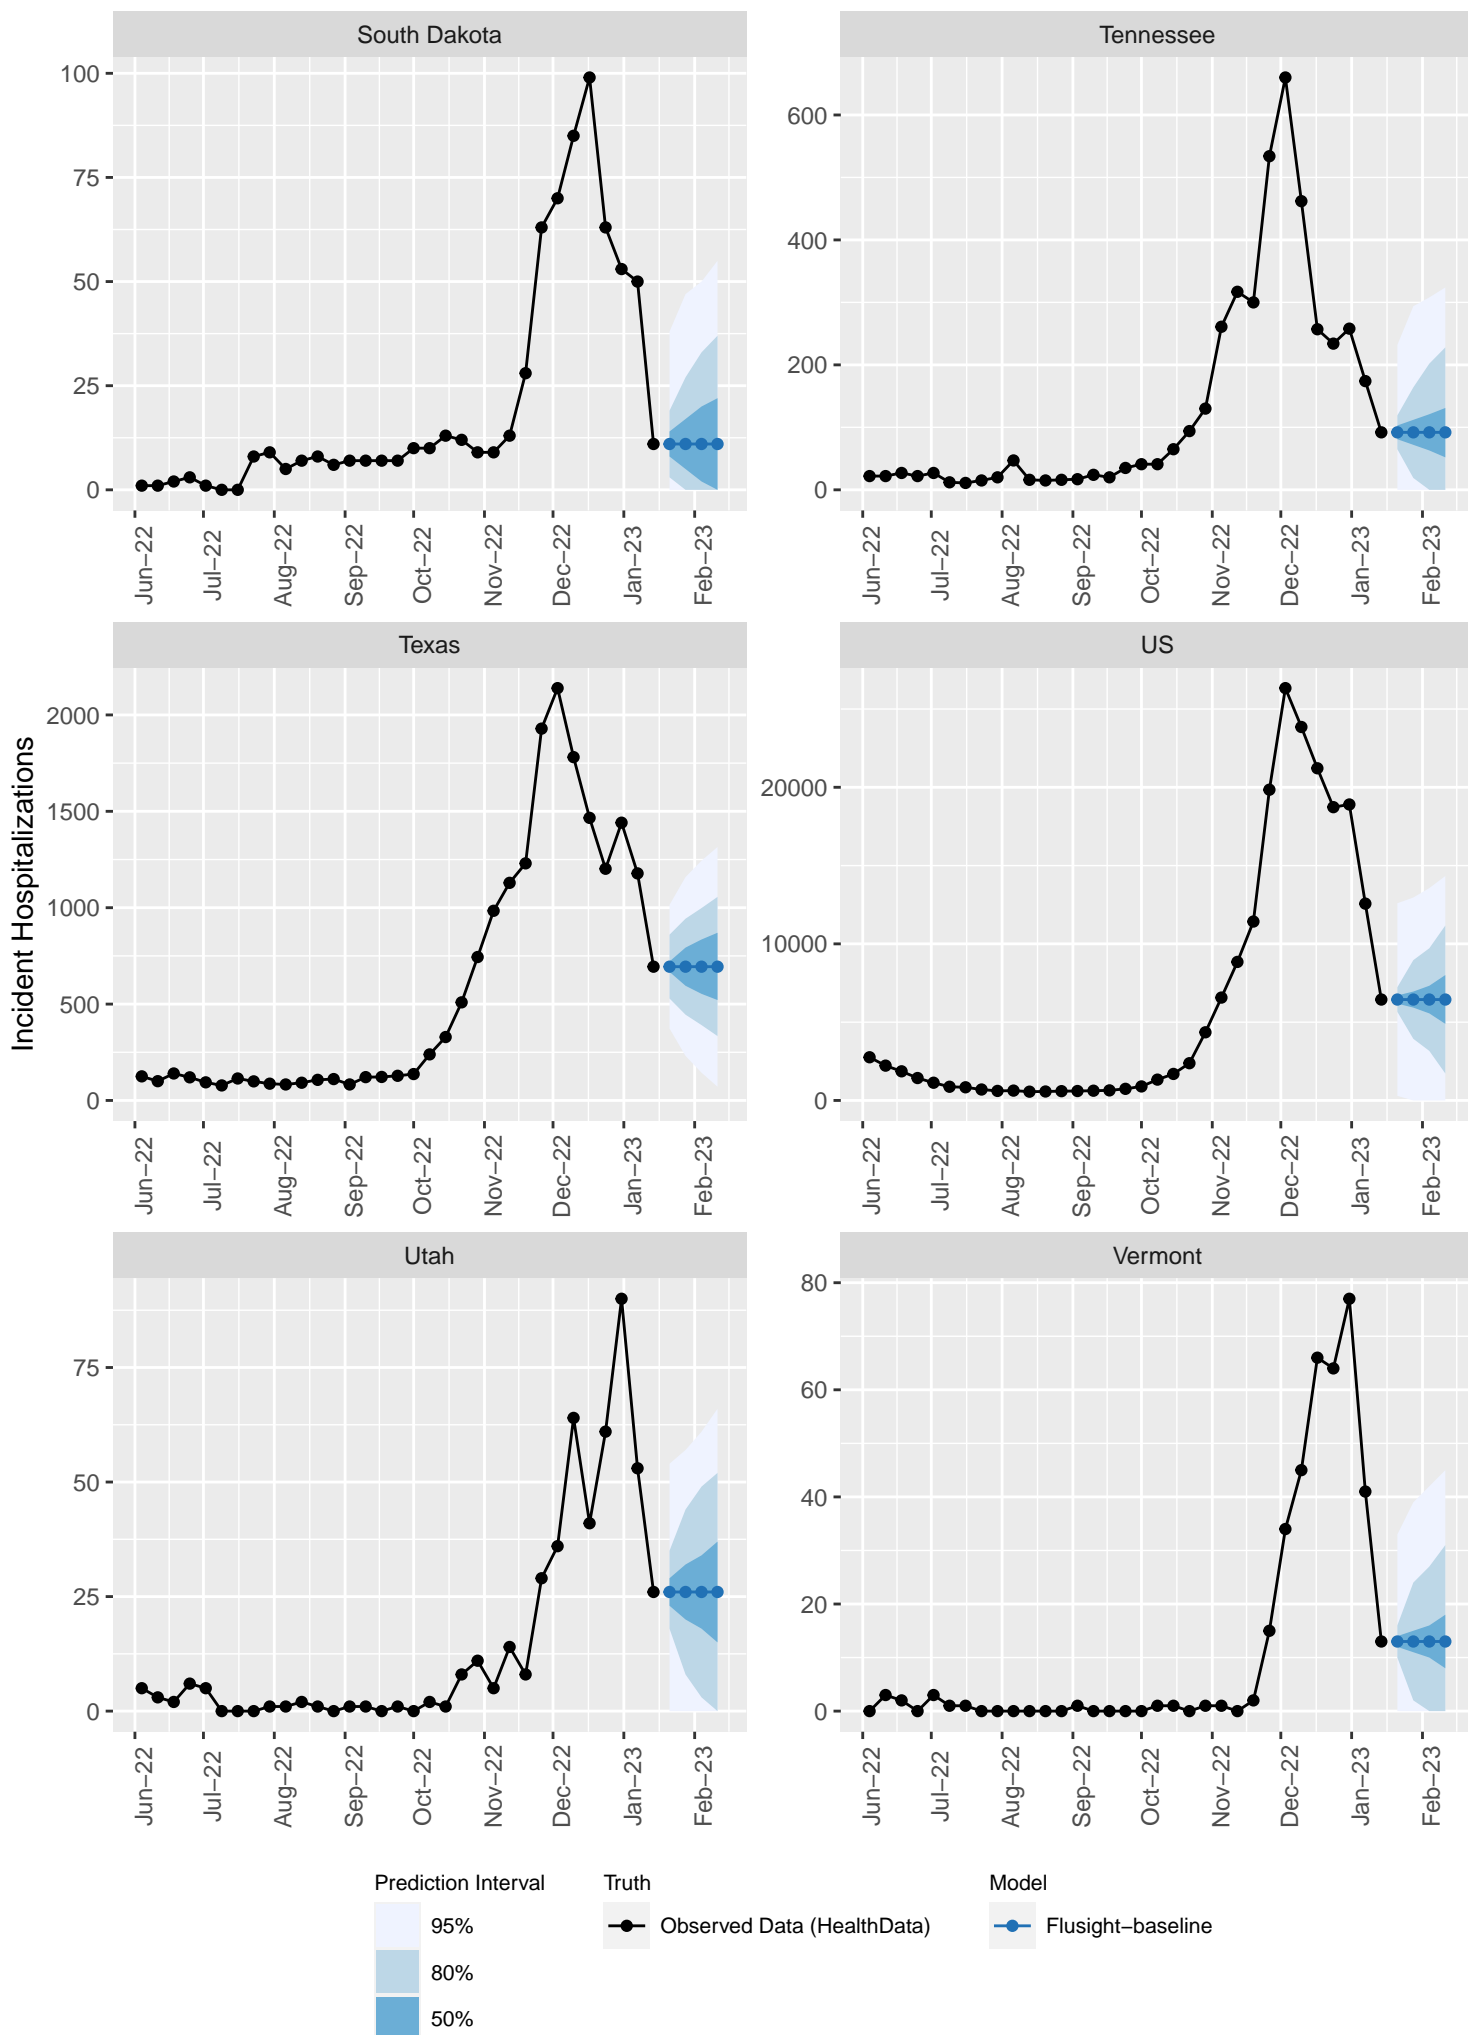 South Dakota
Tennessee
100
75
50
25
0
600
400
200
0
Jun−22
Jul−22
Aug−22
Sep−22
Oct−22
Nov−22
Dec−22
Jan−23
Feb−23
Jun−22
Jul−22
Aug−22
Sep−22
Oct−22
Nov−22
Dec−22
Jan−23
Feb−23
Incident Hospitalizations
Texas
US
2000
1500
1000
500
0
20000
10000
0
Jun−22
Jul−22
Aug−22
Sep−22
Oct−22
Nov−22
Dec−22
Jan−23
Feb−23
Jun−22
Jul−22
Aug−22
Sep−22
Oct−22
Nov−22
Dec−22
Jan−23
Feb−23
Utah
Vermont
75
50
25
0
80
60
40
20
0
Jun−22
Jul−22
Aug−22
Sep−22
Oct−22
Nov−22
Dec−22
Jan−23
Feb−23
Jun−22
Jul−22
Aug−22
Sep−22
Oct−22
Nov−22
Dec−22
Jan−23
Feb−23
Prediction Interval
95%
80%
50%
Truth
Observed Data (HealthData)
Model
Flusight−baseline